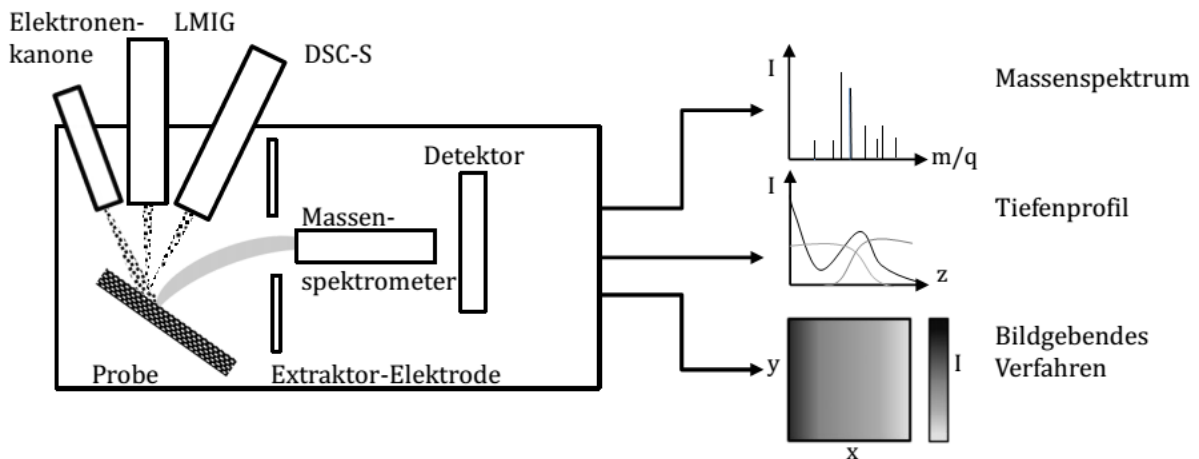 Elektronen-
kanone
LMIG
DSC-S
Detektor
Massen-
spektrometer
Probe
Extraktor-Elektrode
I
m/q
Massenspektrum
I
z
Tiefenprofil
y
x
I
Bildgebendes
Verfahren